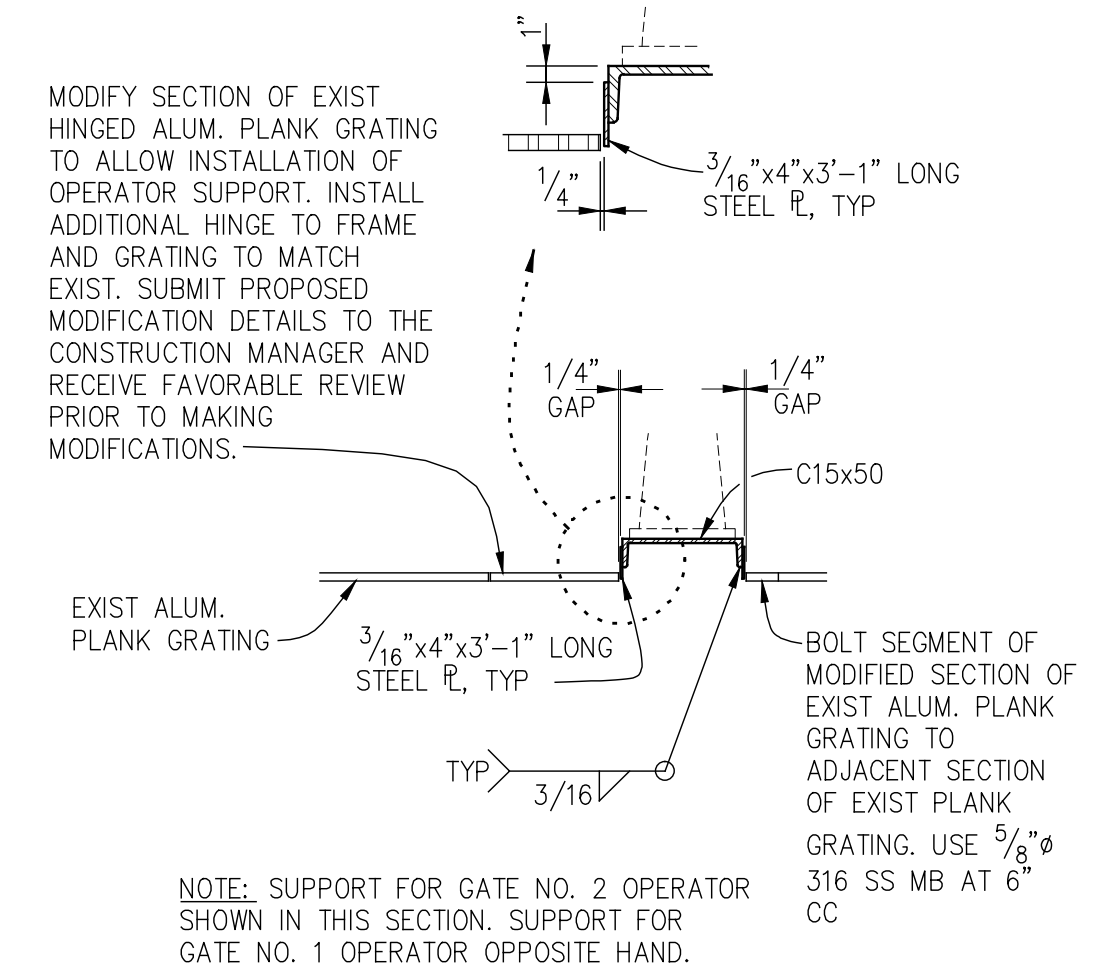 1"
MODIFY SECTION OF EXIST
HINGED ALUM. PLANK GRATING
TO ALLOW INSTALLATION OF
OPERATOR SUPPORT. INSTALL
ADDITIONAL HINGE TO FRAME
AND GRATING TO MATCH
EXIST. SUBMIT PROPOSED
MODIFICATION DETAILS TO THE
CONSTRUCTION MANAGER AND
RECEIVE FAVORABLE REVIEW
PRIOR TO MAKING
MODIFICATIONS.
3/16"x4"x3'-1" LONG
STEEL ⅊, TYP
1/4"
1/4"
GAP
1/4"
GAP
C15x50
EXIST ALUM.
PLANK GRATING
3/16"x4"x3'-1" LONG
STEEL ⅊, TYP
TYP
3/16
BOLT SEGMENT OF
MODIFIED SECTION OF
EXIST ALUM. PLANK
GRATING TO
ADJACENT SECTION
OF EXIST PLANK
GRATING. USE 5/8"ø
316 SS MB AT 6"
CC
NOTE: SUPPORT FOR GATE NO. 2 OPERATOR
SHOWN IN THIS SECTION. SUPPORT FOR
GATE NO. 1 OPERATOR OPPOSITE HAND.